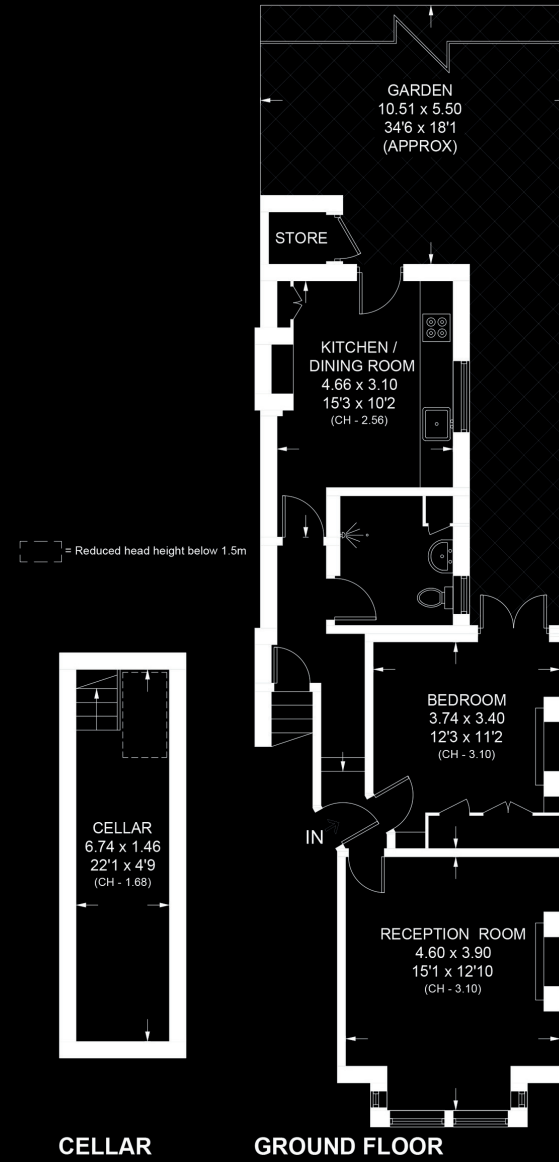 GARDEN
10.51 x 5.50
34'6 x 18'1
(APPROX)
STORE
KITCHEN /
DINING ROOM
4.66 x 3.10
15'3 x 10'2
(CH - 2.56)
= Reduced head height below 1.5m
BEDROOM
3.74 x 3.40
12'3 x 11'2
(CH - 3.10)
CELLAR
6.74 x 1.46
22'1 x 4'9
(CH - 1.68)
IN
RECEPTION ROOM
4.60 x 3.90
15'1 x 12'10
(CH - 3.10)
CELLAR
GROUND FLOOR